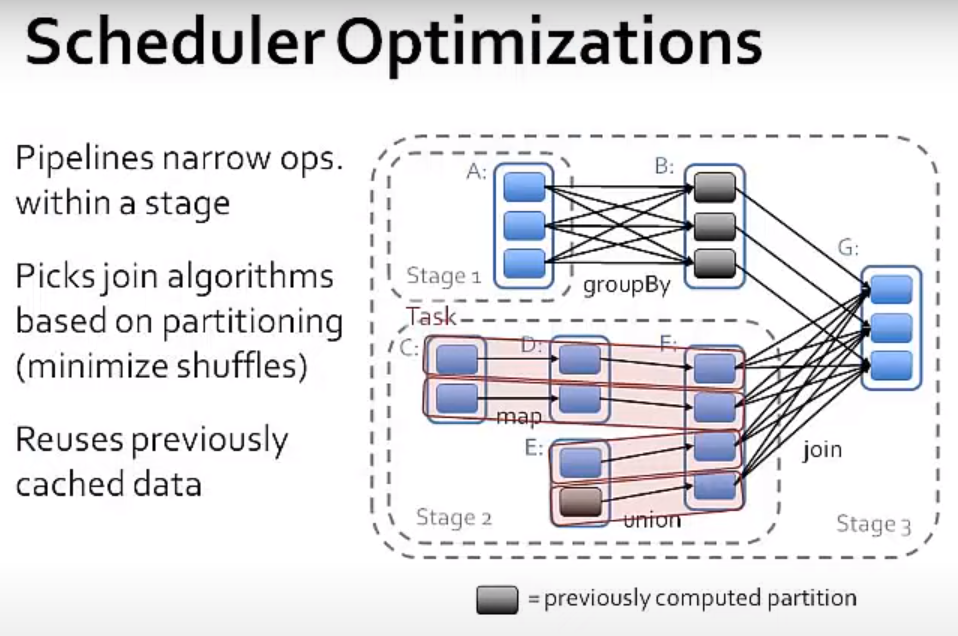 Scheduler Optimizations
Pipelines narrow ops.
within a stage
Picks join algorithms
based on partitioning
(minimize shuffles)
Reuses previously
cached data
A:
B:
G:
Stage 1
groupBy
Task
C:
D:
F:
map
E:
join
Stage 2
union
Stage 3
= previously computed partition